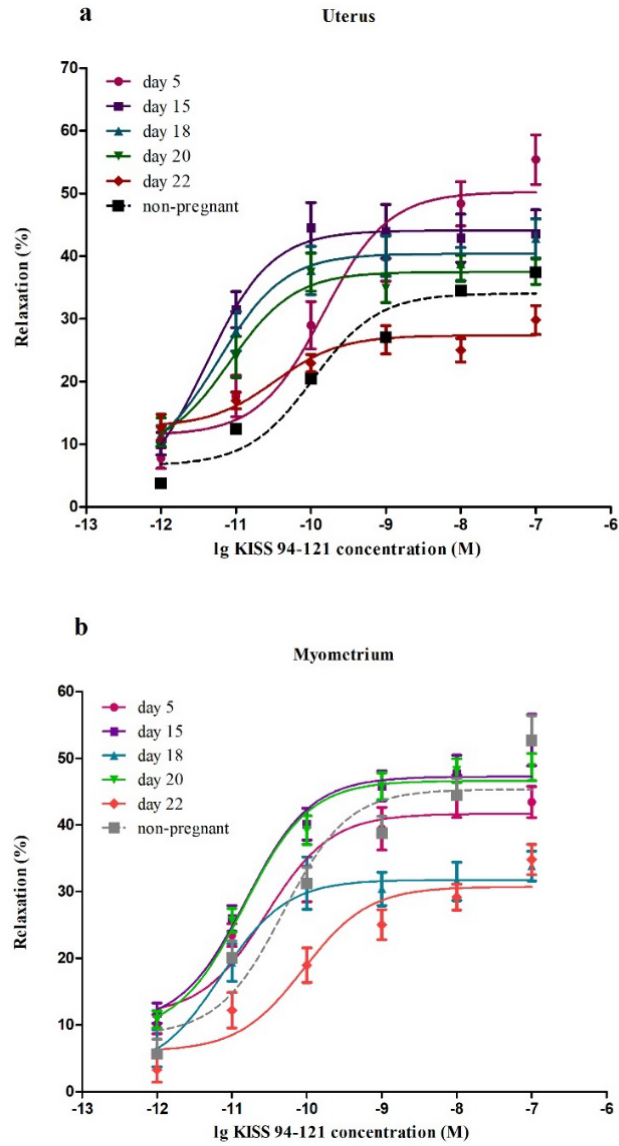 a
Uterus
70
60
50
40
30
20
10
0
Relaxation (%)
day 5
day 15
day 18
day 20
day 22
non-pregnant
-13 -12 -11 -10 -9 -8 -7 -6
lg KISS 94-121 concentration (M)
b
Myometrium
60
50
40
30
20
10
0
Relaxation (%)
day 5
day 15
day 18
day 20
day 22
non-pregnant
-13 -12 -11 -10 -9 -8 -7 -6
lg KISS 94-121 concentration (M)